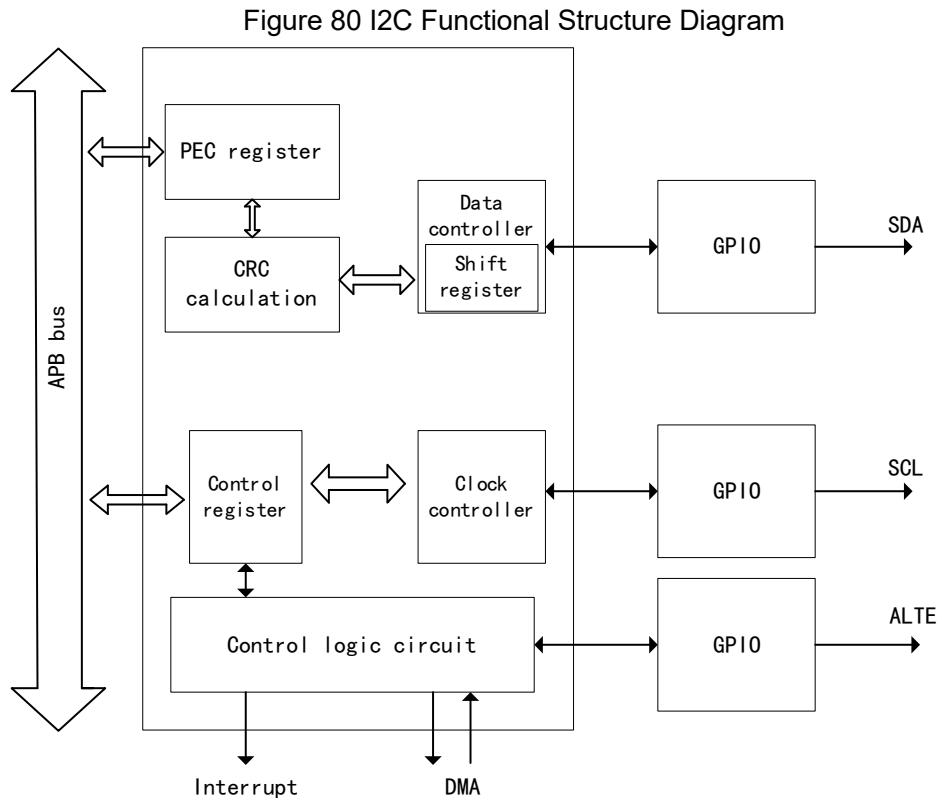 Figure 80 I2C Functional Structure Diagram
PEC register
Data
controller
Shift
register
GPIO
SDA
CRC
calculation
APB bus
Control
register
Clock
controller
GPIO
SCL
Control logic circuit
GPIO
ALTE
Interrupt
DMA